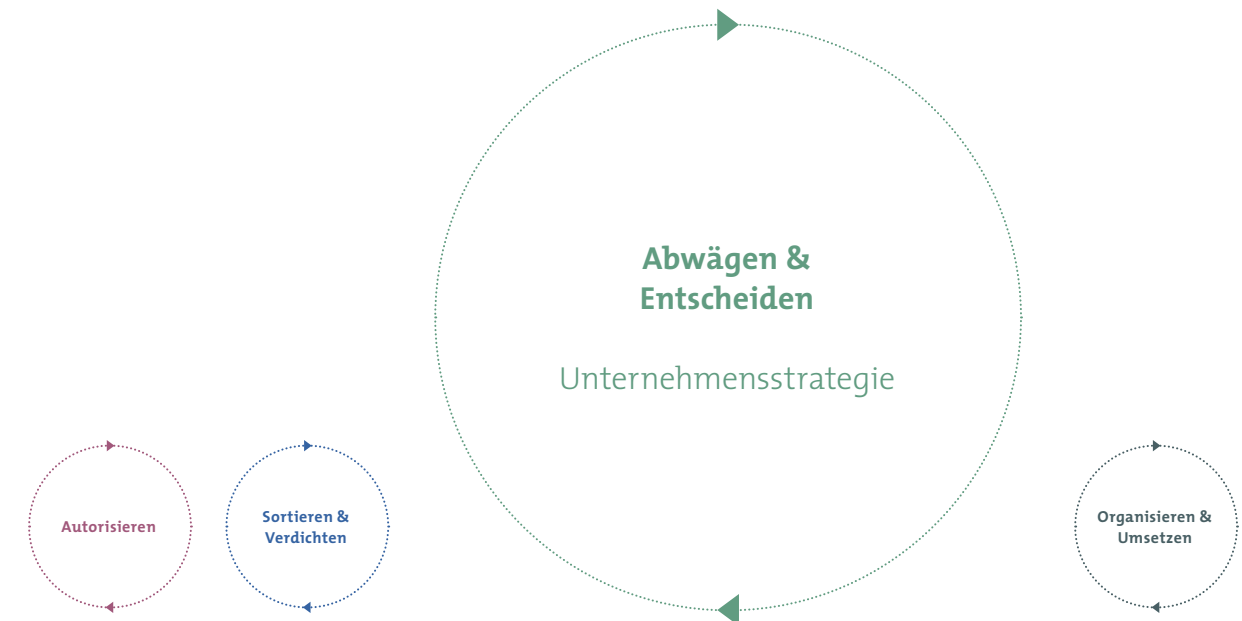 Abwägen &
Entscheiden
Unternehmensstrategie
Autorisieren
Sortieren &
Verdichten
Organisieren &
Umsetzen